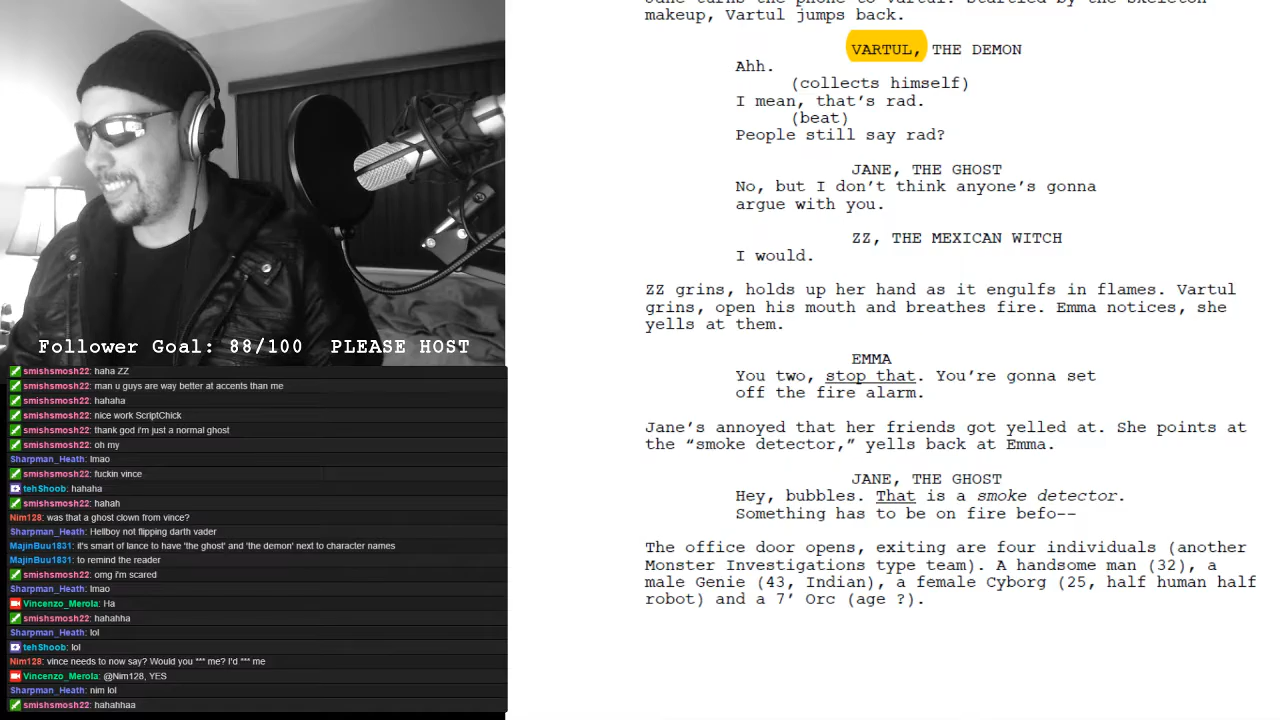 Follower Goal: 88/100 PLEASE HOST
smishsmosh22: haha ZZ
smishsmosh22: man u guys are way better at accents than me
smishsmosh22: hahaha
smishsmosh22: nice work ScriptChick
smishsmosh22: thank god i'm just a normal ghost
smishsmosh22: oh my
Sharpman_Heath: lmao
smishsmosh22: fuckin vince
tehShoob: hahaha
smishsmosh22: hahah
Nim128: was that a ghost clown from vince?
Sharpman_Heath: Hellboy not flipping darth vader
MajinBuu1831: it's smart of lance to have 'the ghost' and 'the demon' next to character names
MajinBuu1831: to remind the reader
smishsmosh22: omg i'm scared
Sharpman_Heath: lmao
Vincenzo_Merola: Ha
smishsmosh22: hahahha
Sharpman_Heath: lol
tehShoob: lol
Nim128: vince needs to now say? Would you *** me? I'd *** me
Vincenzo_Merola: @Nim128, YES
Sharpman_Heath: nim lol
smishsmosh22: hahahhaa
makeup, Vartul jumps back.
VARTUL, THE DEMON
Ahh.
(collects himself)
I mean, that's rad.
(beat)
People still say rad?
JANE, THE GHOST
No, but I don't think anyone's gonna
argue with you.
ZZ, THE MEXICAN WITCH
I would.
ZZ grins, holds up her hand as it engulfs in flames. Vartul
grins, open his mouth and breathes fire. Emma notices, she
yells at them.
EMMA
You two, stop that. You're gonna set
off the fire alarm.
Jane's annoyed that her friends got yelled at. She points at
the “smoke detector,” yells back at Emma.
JANE, THE GHOST
Hey, bubbles. That is a smoke detector.
Something has to be on fire befo--
The office door opens, exiting are four individuals (another
Monster Investigations type team). A handsome man (32), a
male Genie (43, Indian), a female Cyborg (25, half human half
robot) and a 7' Orc (age ?).